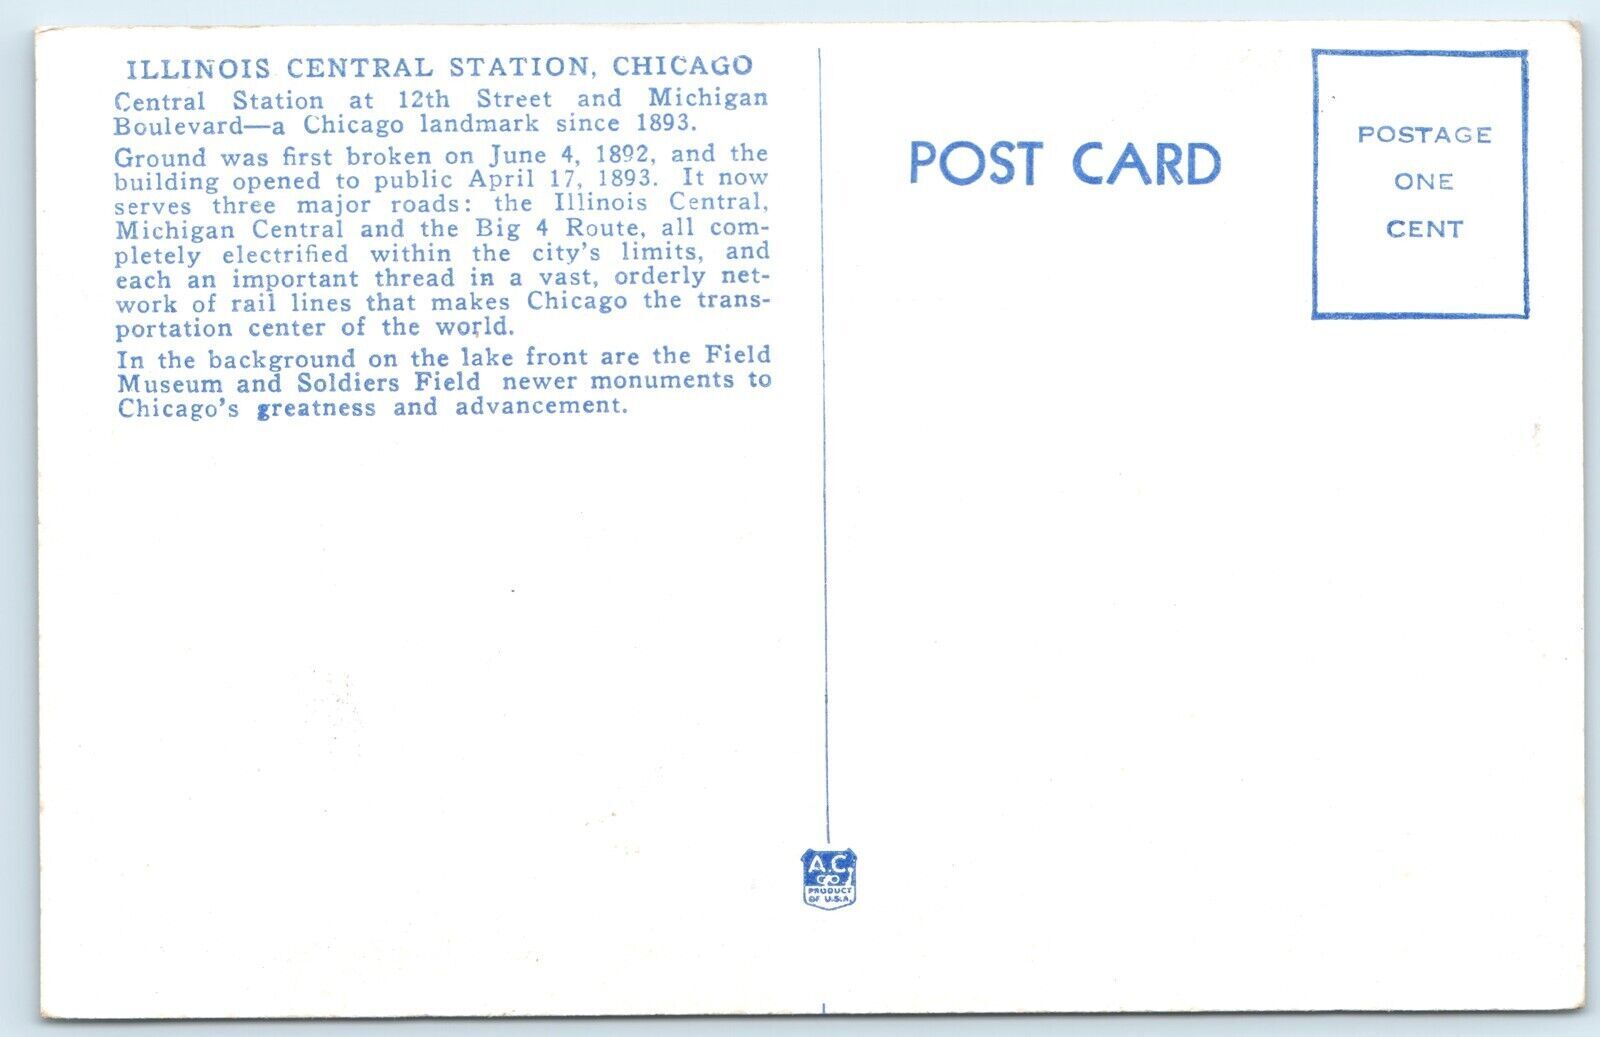 ILLINOIS CENTRAL STATION, CHICAGO
Central Station at 12th Street and Michigan
Boulevard—a Chicago landmark since 1893.
Ground was first broken on June 4, 1892, and the
building opened to public April 17, 1893. It now
serves three major roads: the Illinois Central,
Michigan Central and the Big 4 Route, all com-
pletely electrified within the city's limits, and
each an important thread in a vast, orderly net-
work of rail lines that makes Chicago the trans-
portation center of the world.
In the background on the lake front are the Field
Museum and Soldiers Field newer monuments to
Chicago's greatness and advancement.
POST CARD
POSTAGE
ONE
CENT
A.C.
CO.
PRODUCT
OF U.S.A.